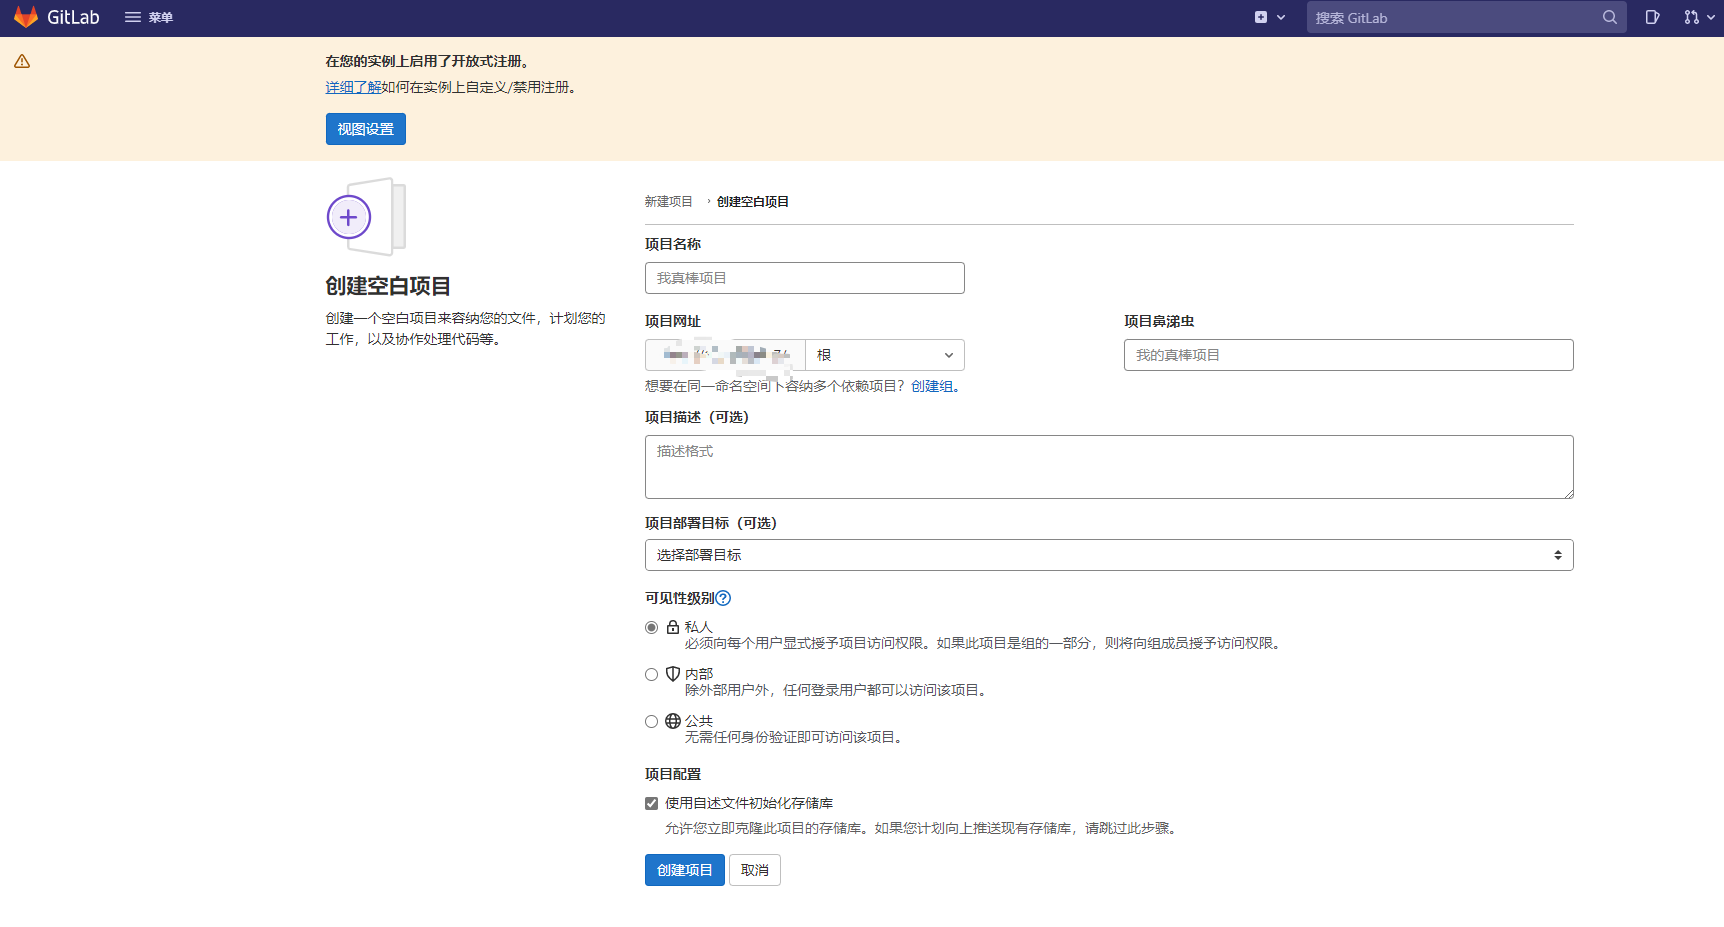 GitLab 菜单
搜索 GitLab
在您的实例上启用了开放式注册。
详细了解如何在实例上自定义/禁用注册。
视图设置
创建空白项目
创建一个空白项目来容纳您的文件，计划您的
工作，以及协作处理代码等。
新建项目 › 创建空白项目
项目名称
我真棒项目
项目网址
根
想要在同一命名空间下容纳多个依赖项目？创建组。
项目鼻涕虫
我的真棒项目
项目描述（可选）
描述格式
项目部署目标（可选）
选择部署目标
可见性级别
私人
必须向每个用户显式授予项目访问权限。如果此项目是组的一部分，则将向组成员授予访问权限。
内部
除外部用户外，任何登录用户都可以访问该项目。
公共
无需任何身份验证即可访问该项目。
项目配置
使用自述文件初始化存储库
允许您立即克隆此项目的存储库。如果您计划向上推送现有存储库，请跳过此步骤。
创建项目 取消